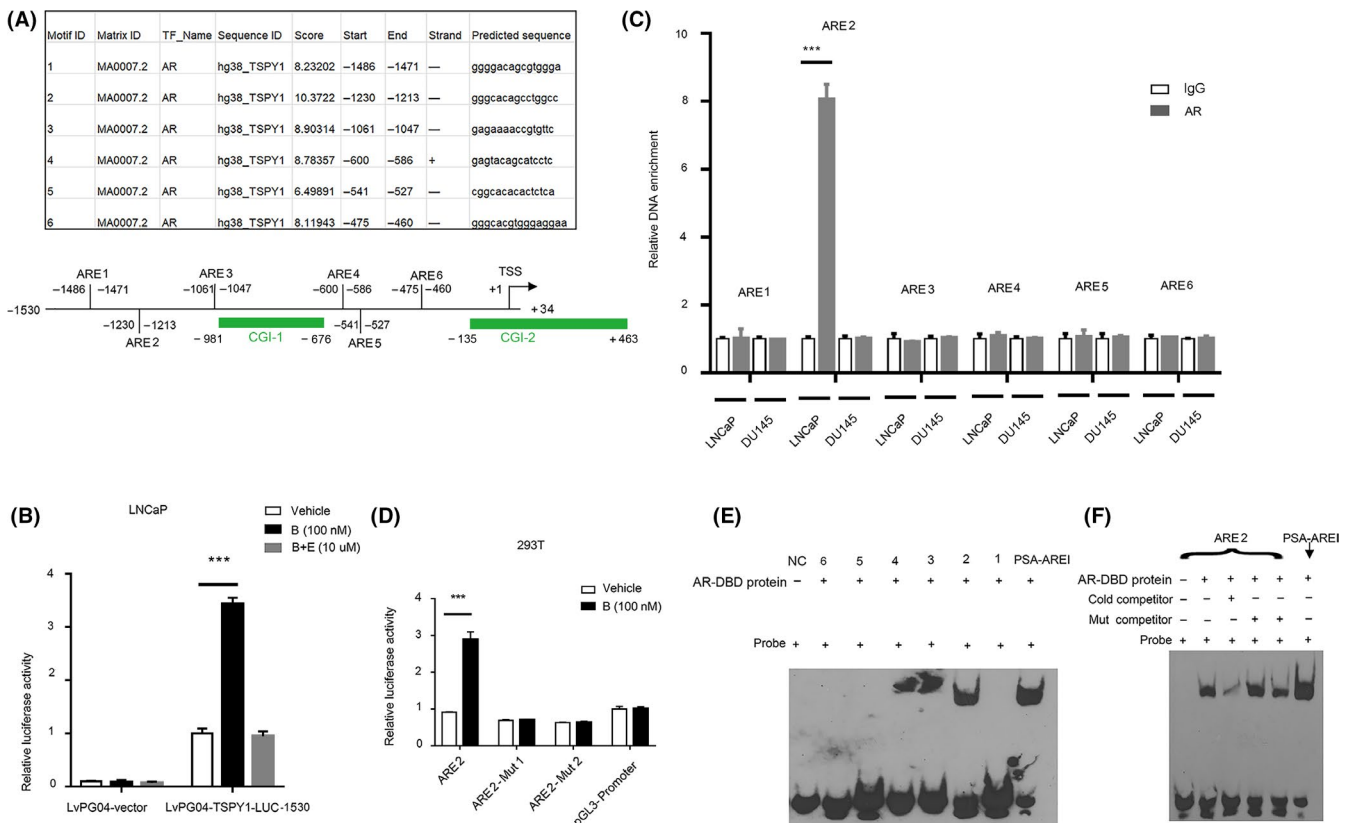 (A)
Motif ID Matrix ID TF_Name Sequence ID Score Start End Strand Predicted sequence
1 MA0007.2 AR hg38_TSPY1 8.23202 −1486 −1471 — ggggacagcgtggga
2 MA0007.2 AR hg38_TSPY1 10.3722 −1230 −1213 — gggcacagcctggcc
3 MA0007.2 AR hg38_TSPY1 8.90314 −1061 −1047 — gagaaaaccgtgttc
4 MA0007.2 AR hg38_TSPY1 8.78357 −600 −586 + gagtacagcatcctc
5 MA0007.2 AR hg38_TSPY1 6.49891 −541 −527 — cggcacacactctca
6 MA0007.2 AR hg38_TSPY1 8.11943 −475 −460 — gggcacgtgggaggaa
ARE1 ARE3 ARE4 ARE6 TSS
−1486 −1471 −1061 −1047 −600 −586 −475 −460 +1
−1530 +34
−1230 −1213 −541 −527
ARE2 −981 CGI-1 −676 ARE5 −135 CGI-2 +463
(C)
Relative DNA enrichment
10
8
6
4
2
0
ARE2
***
IgG
AR
ARE1 ARE3 ARE4 ARE5 ARE6
LNCaP DU145 LNCaP DU145 LNCaP DU145 LNCaP DU145 LNCaP DU145 LNCaP DU145
(B)
LNCaP
Vehicle
B (100 nM)
B+E (10 uM)
***
Relative luciferase activity
4
3
2
1
0
LvPG04-vector LvPG04-TSPY1-LUC-1530
(D)
293T
Vehicle
B (100 nM)
***
Relative luciferase activity
4
3
2
1
0
ARE2 ARE2-Mut 1 ARE2-Mut 2 pGL3-Promoter
(E)
NC 6 5 4 3 2 1 PSA-AREI
AR-DBD protein − + + + + + + +
Probe + + + + + + + +
(F)
ARE2 PSA-AREI
AR-DBD protein − + + + + +
Cold competitor − − + − − −
Mut competitor − − − + + −
Probe + + + + + +